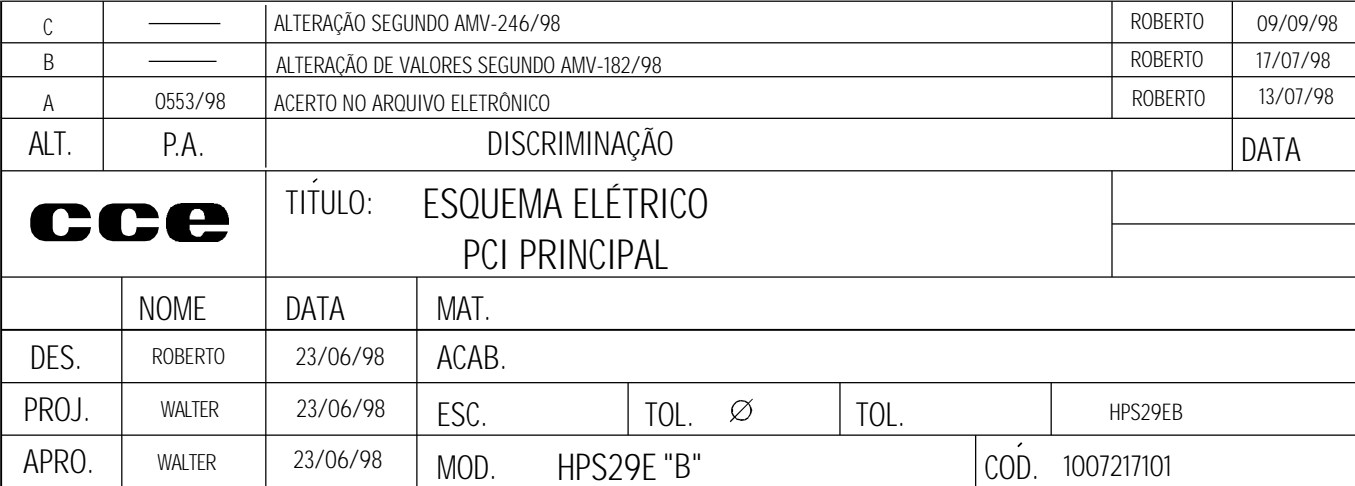 C ALTERAÇÃO SEGUNDO AMV-246/98 ROBERTO 09/09/98
B ALTERAÇÃO DE VALORES SEGUNDO AMV-182/98 ROBERTO 17/07/98
A 0553/98 ACERTO NO ARQUIVO ELETRÔNICO ROBERTO 13/07/98
ALT. P.A. DISCRIMINAÇÃO DATA
cce TÍTULO: ESQUEMA ELÉTRICO
PCI PRINCIPAL
NOME DATA MAT.
DES. ROBERTO 23/06/98 ACAB.
PROJ. WALTER 23/06/98 ESC. TOL. Ø TOL. HPS29EB
APRO. WALTER 23/06/98 MOD. HPS29E "B" CÓD. 1007217101